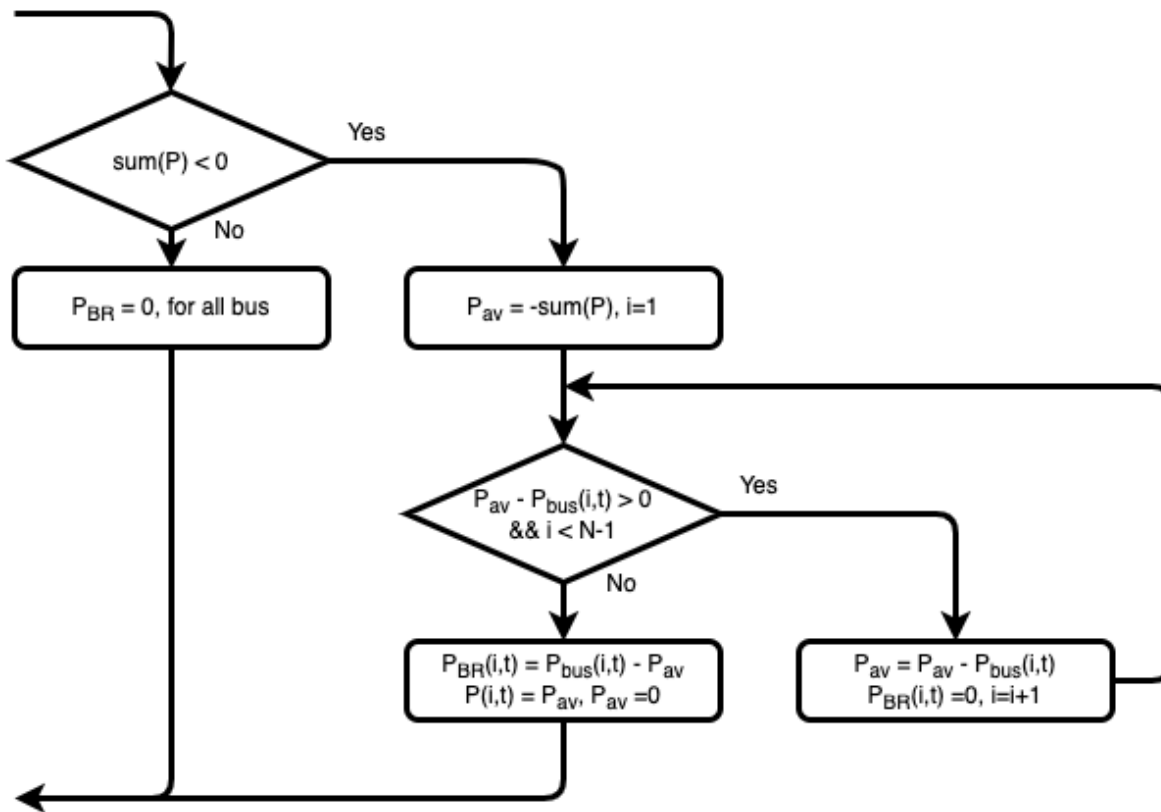 Yes
sum(P) < 0
No
P_BR = 0, for all bus
P_av = -sum(P), i=1
P_av - P_bus(i,t) > 0
&& i < N-1
Yes
No
P_BR(i,t) = P_bus(i,t) - P_av
P(i,t) = P_av, P_av =0
P_av = P_av - P_bus(i,t)
P_BR(i,t) =0, i=i+1